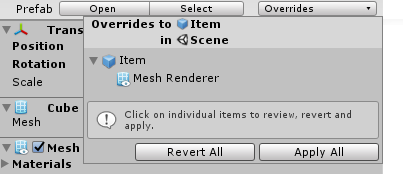 Prefab Open Select Overrides
Overrides to Item
in Scene
Trans
Position
Rotation
Scale
Item
Mesh Renderer
Cube
Mesh
Click on individual items to review, revert and
apply.
Mesh
Materials
Revert All Apply All